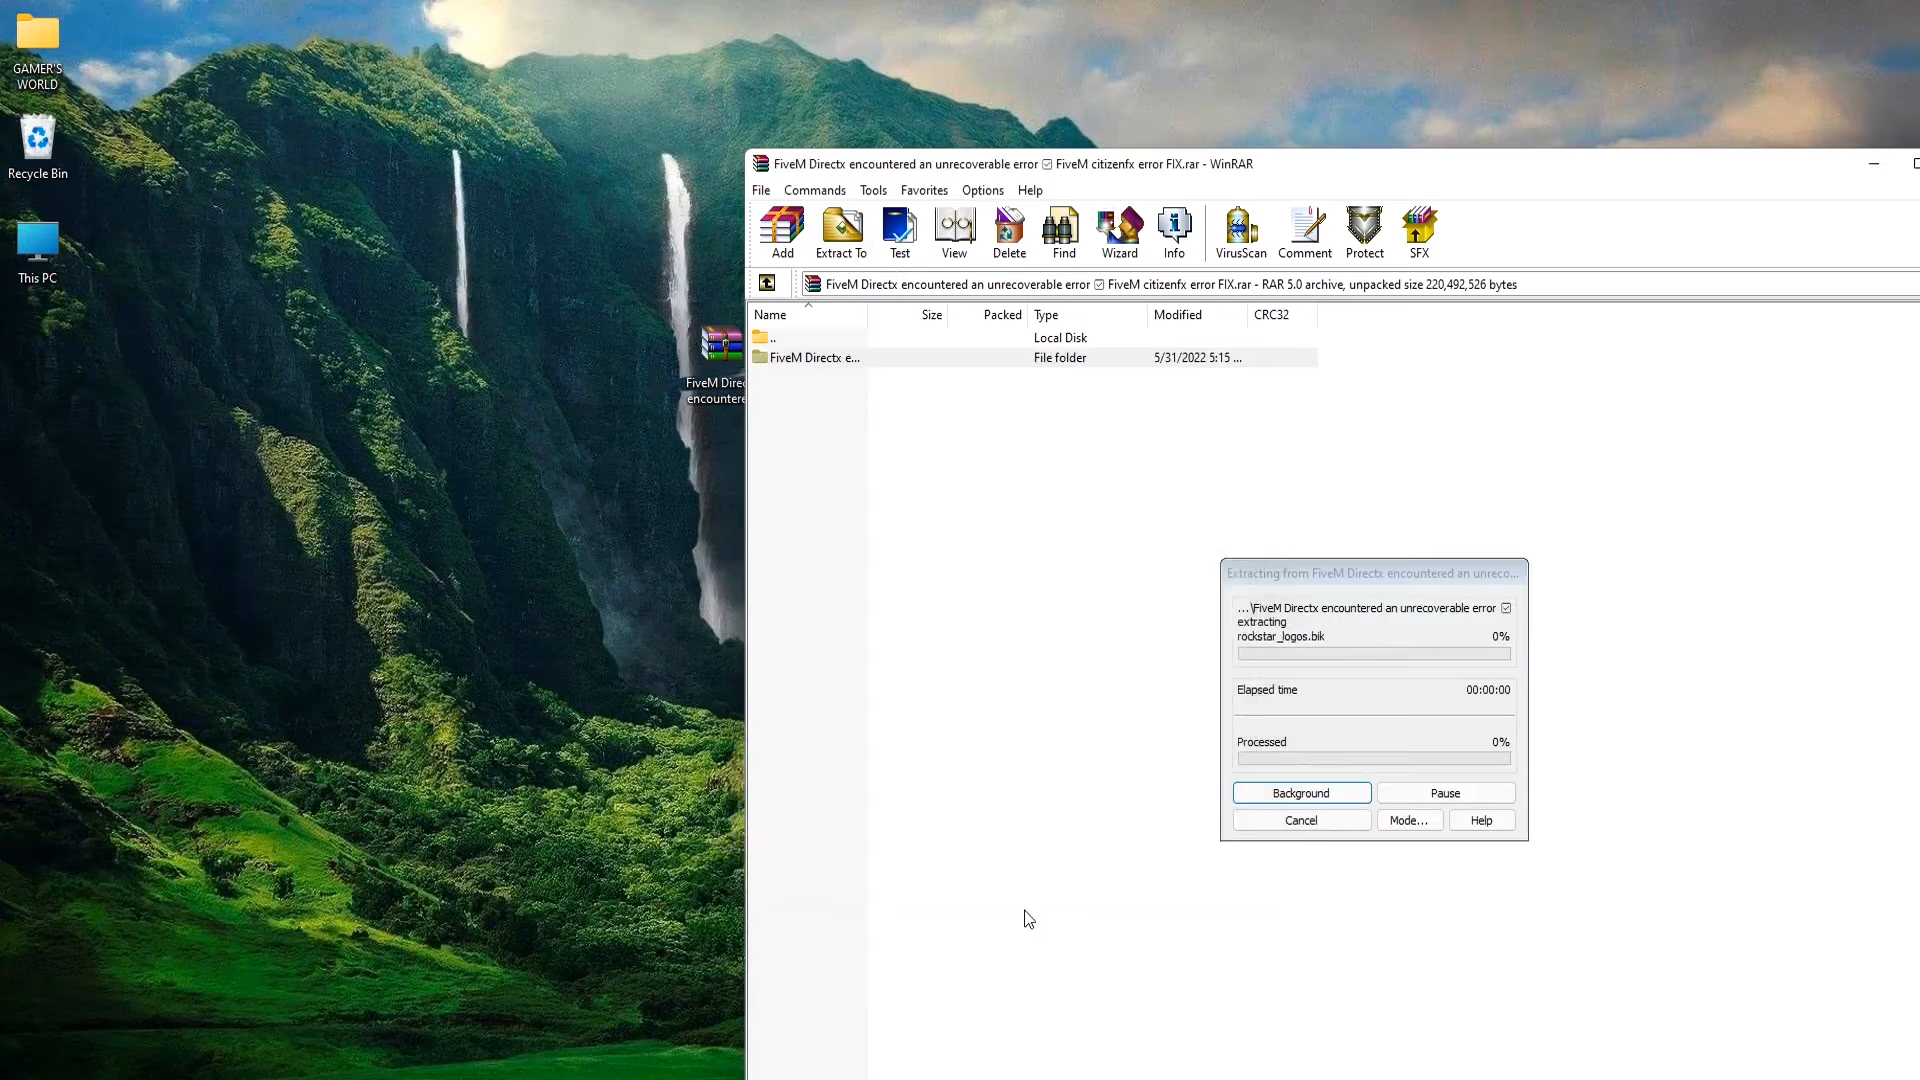 GAMER'S
WORLD
Recycle Bin
This PC
FiveM Direc
encountere
FiveM Directx encountered an unrecoverable error ☑ FiveM citizenfx error FIX.rar - WinRAR
File Commands Tools Favorites Options Help
Add Extract To Test View Delete Find Wizard Info VirusScan Comment Protect SFX
FiveM Directx encountered an unrecoverable error ☑ FiveM citizenfx error FIX.rar - RAR 5.0 archive, unpacked size 220,492,526 bytes
Name Size Packed Type Modified CRC32
.. Local Disk
FiveM Directx e... File folder 5/31/2022 5:15 ...
Extracting from FiveM Directx encountered an unreco...
...\FiveM Directx encountered an unrecoverable error ☑
extracting
rockstar_logos.bik 0%
Elapsed time 00:00:00
Processed 0%
Background Pause
Cancel Mode... Help